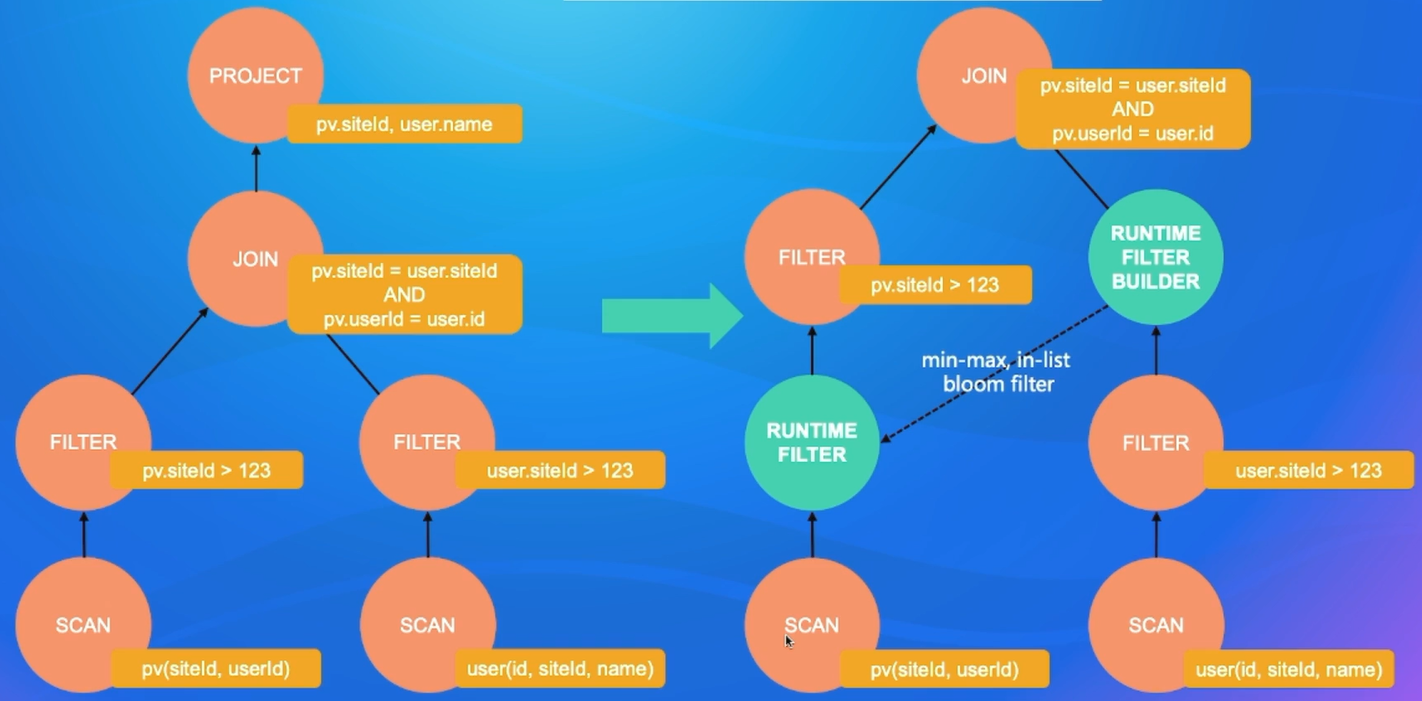 PROJECT
pv.siteId, user.name
JOIN
pv.siteId = user.siteId
AND
pv.userId = user.id
FILTER
pv.siteId > 123
FILTER
user.siteId > 123
SCAN
pv(siteId, userId)
SCAN
user(id, siteId, name)
JOIN
pv.siteId = user.siteId
AND
pv.userId = user.id
FILTER
pv.siteId > 123
RUNTIME
FILTER
BUILDER
min-max, in-list
bloom filter
RUNTIME
FILTER
FILTER
user.siteId > 123
SCAN
pv(siteId, userId)
SCAN
user(id, siteId, name)